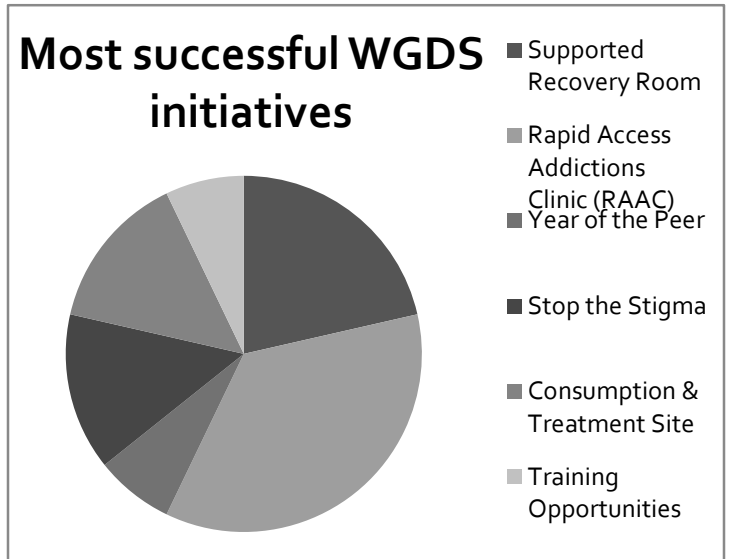 Most successful WGDS
initiatives
Supported
Recovery Room
Rapid Access
Addictions
Clinic (RAAC)
Year of the Peer
Stop the Stigma
Consumption &
Treatment Site
Training
Opportunities